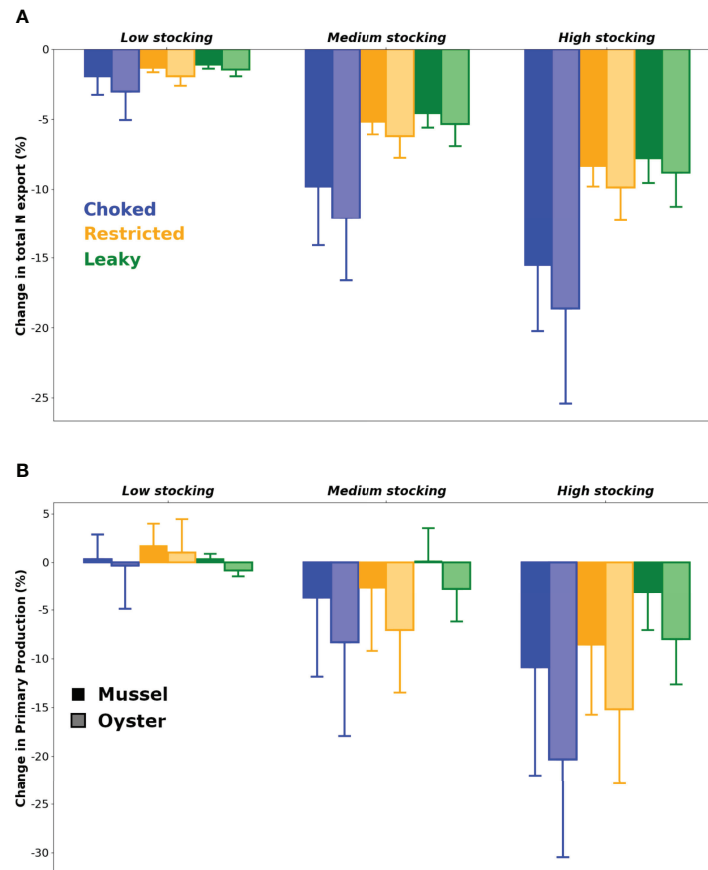 A
Low stocking Medium stocking High stocking
0
-5
-10
-15
-20
-25
Change in total N export (%)
Choked
Restricted
Leaky
B
Low stocking Medium stocking High stocking
5
0
-5
-10
-15
-20
-25
-30
Change in Primary Production (%)
Mussel
Oyster